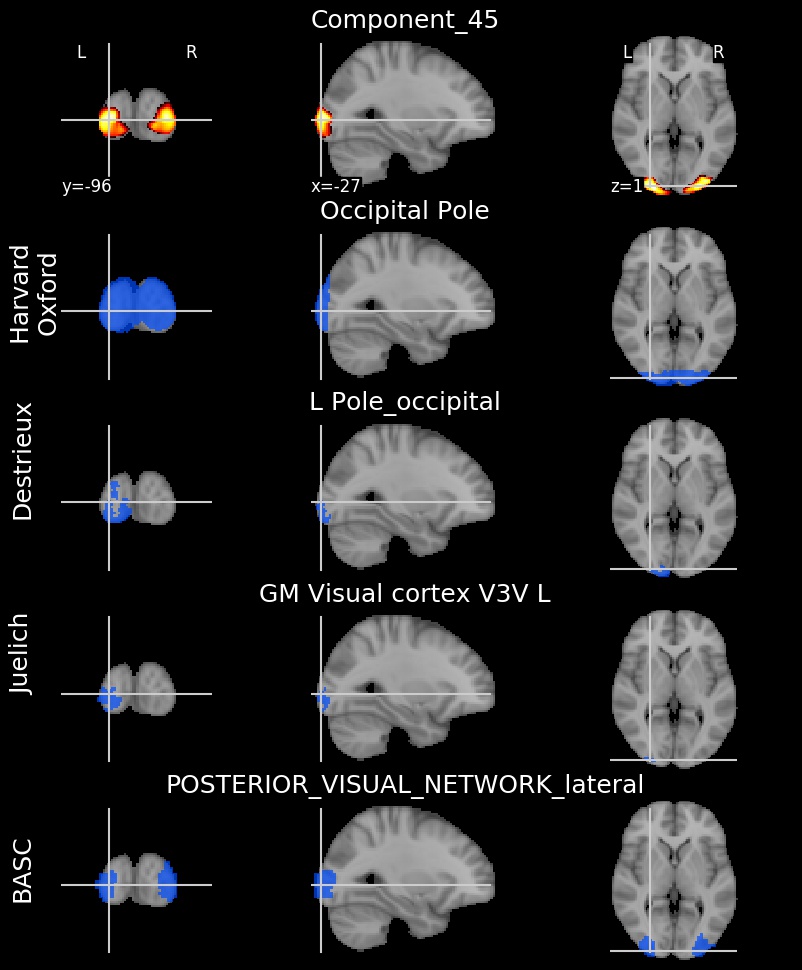 Component_45
L R
L R
y=-96
x=-27
z=1
Occipital Pole
Harvard
Oxford
L Pole_occipital
Destrieux
GM Visual cortex V3V L
Juelich
POSTERIOR_VISUAL_NETWORK_lateral
BASC